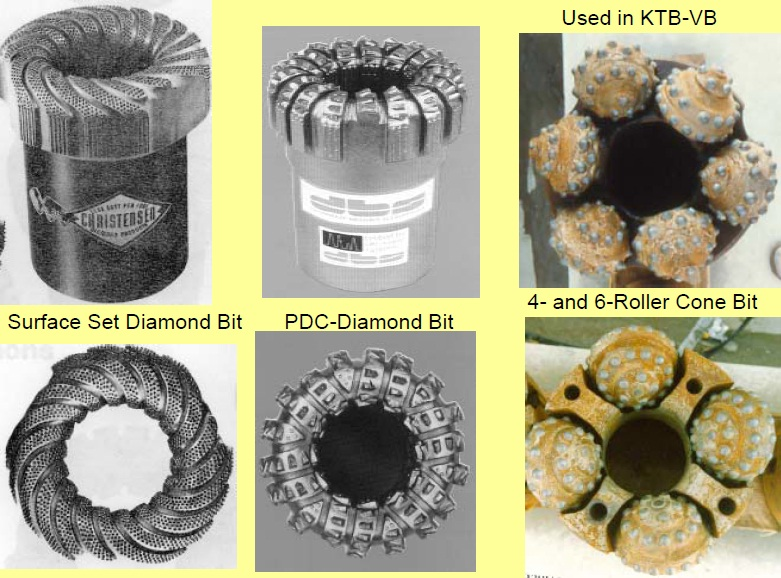 Used in KTB-VB
CHRISTENSEN
Surface Set Diamond Bit
PDC-Diamond Bit
4- and 6-Roller Cone Bit